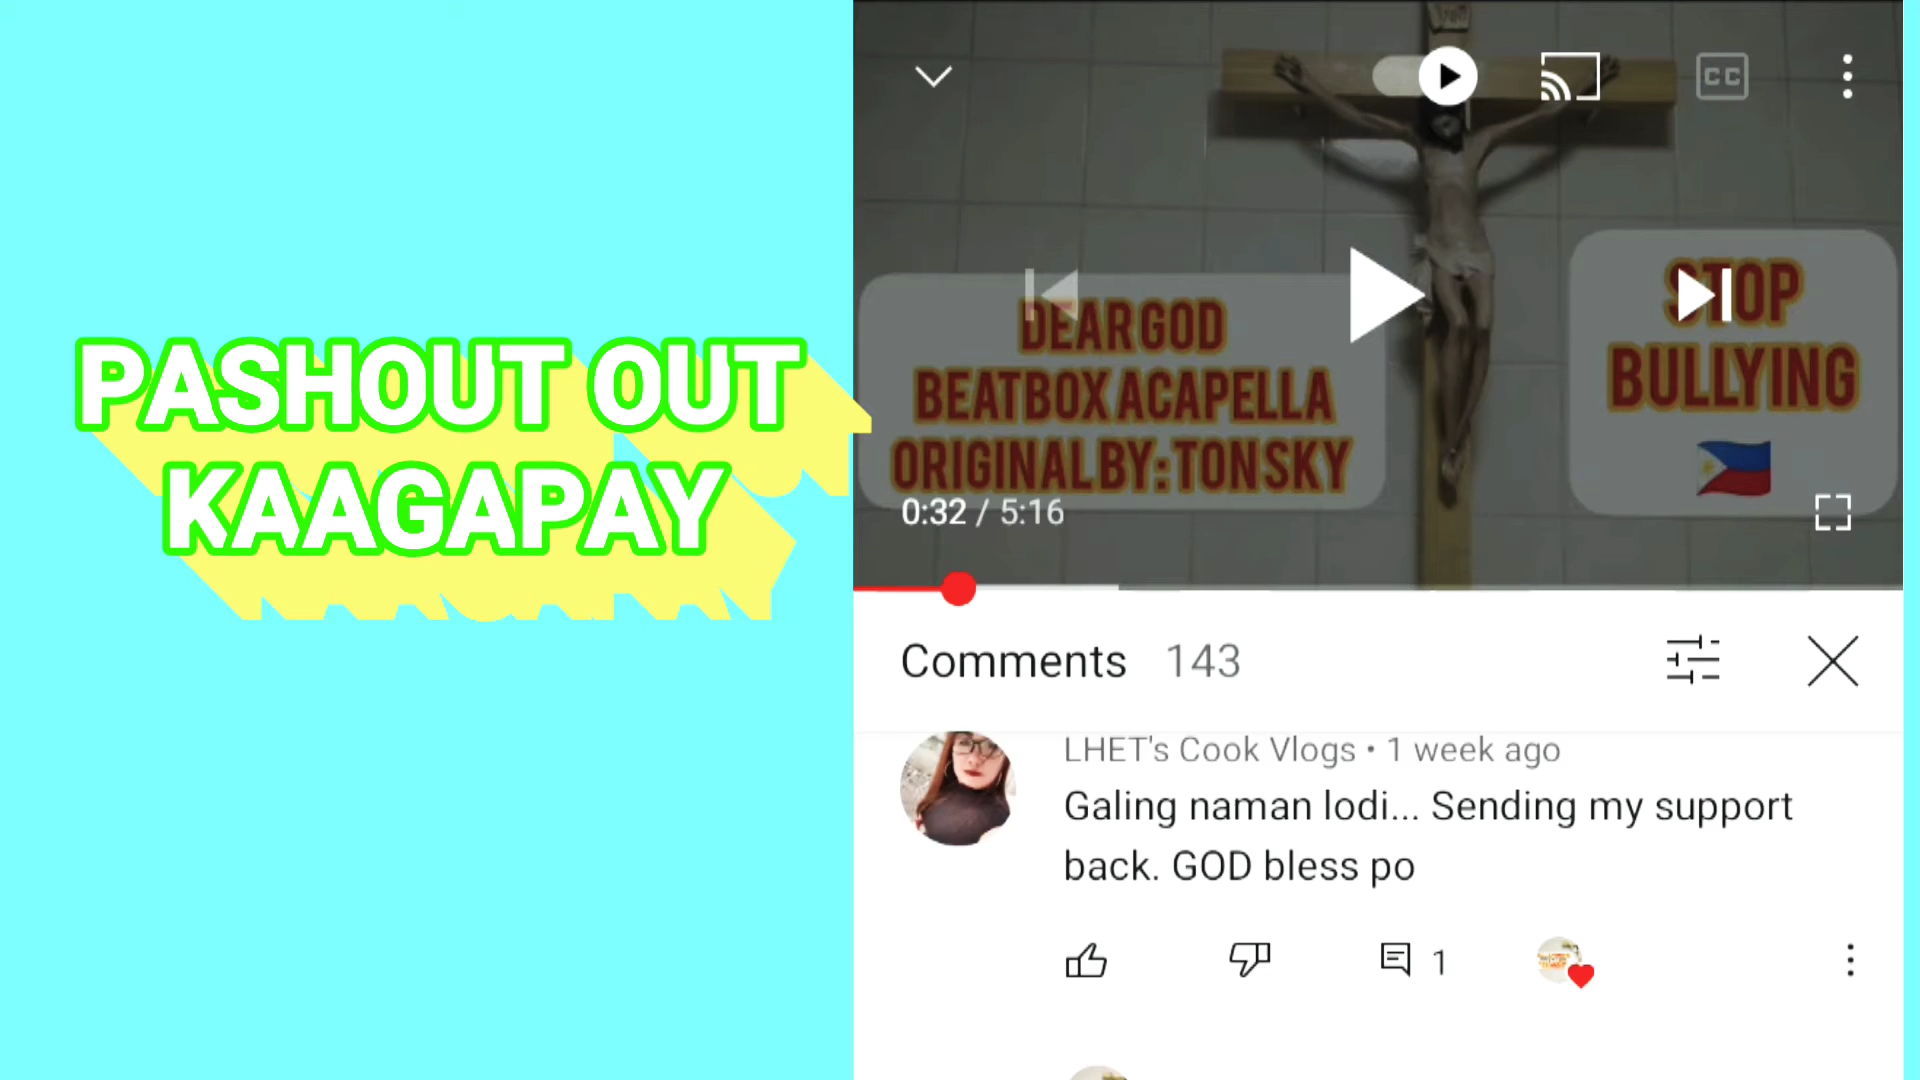 PASHOUT OUT
KAAGAPAY
CC
DEAR GOD
BEATBOX ACAPELLA
ORIGINAL BY: TONSKY
STOP
BULLYING
0:32 / 5:16
Comments 143
LHET's Cook Vlogs • 1 week ago
Galing naman lodi... Sending my support
back. GOD bless po
1